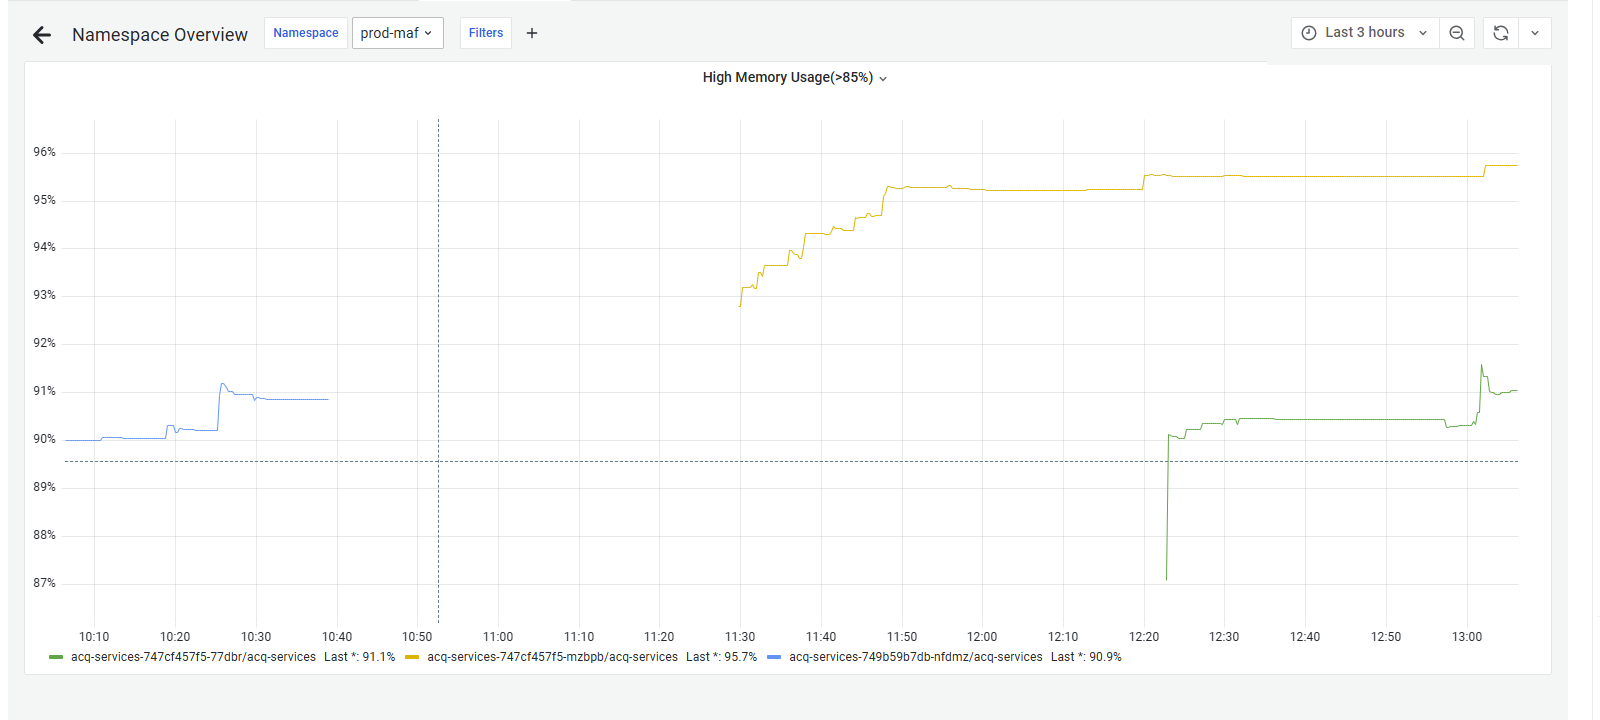 Namespace Overview Namespace prod-maf Filters + Last 3 hours
High Memory Usage(>85%)
96%
95%
94%
93%
92%
91%
90%
89%
88%
87%
10:10 10:20 10:30 10:40 10:50 11:00 11:10 11:20 11:30 11:40 11:50 12:00 12:10 12:20 12:30 12:40 12:50 13:00
acq-services-747cf457f5-77dbr/acq-services Last *: 91.1% acq-services-747cf457f5-mzbpb/acq-services Last *: 95.7% acq-services-749b59b7db-nfdmz/acq-services Last *: 90.9%